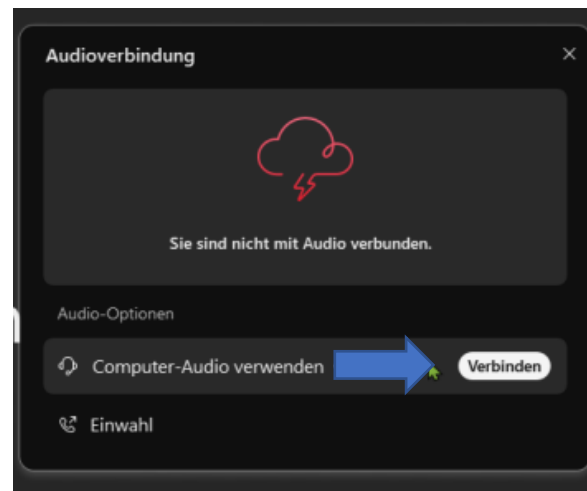 Audioverbindung
Sie sind nicht mit Audio verbunden.
Audio-Optionen
Computer-Audio verwenden Verbinden
Einwahl